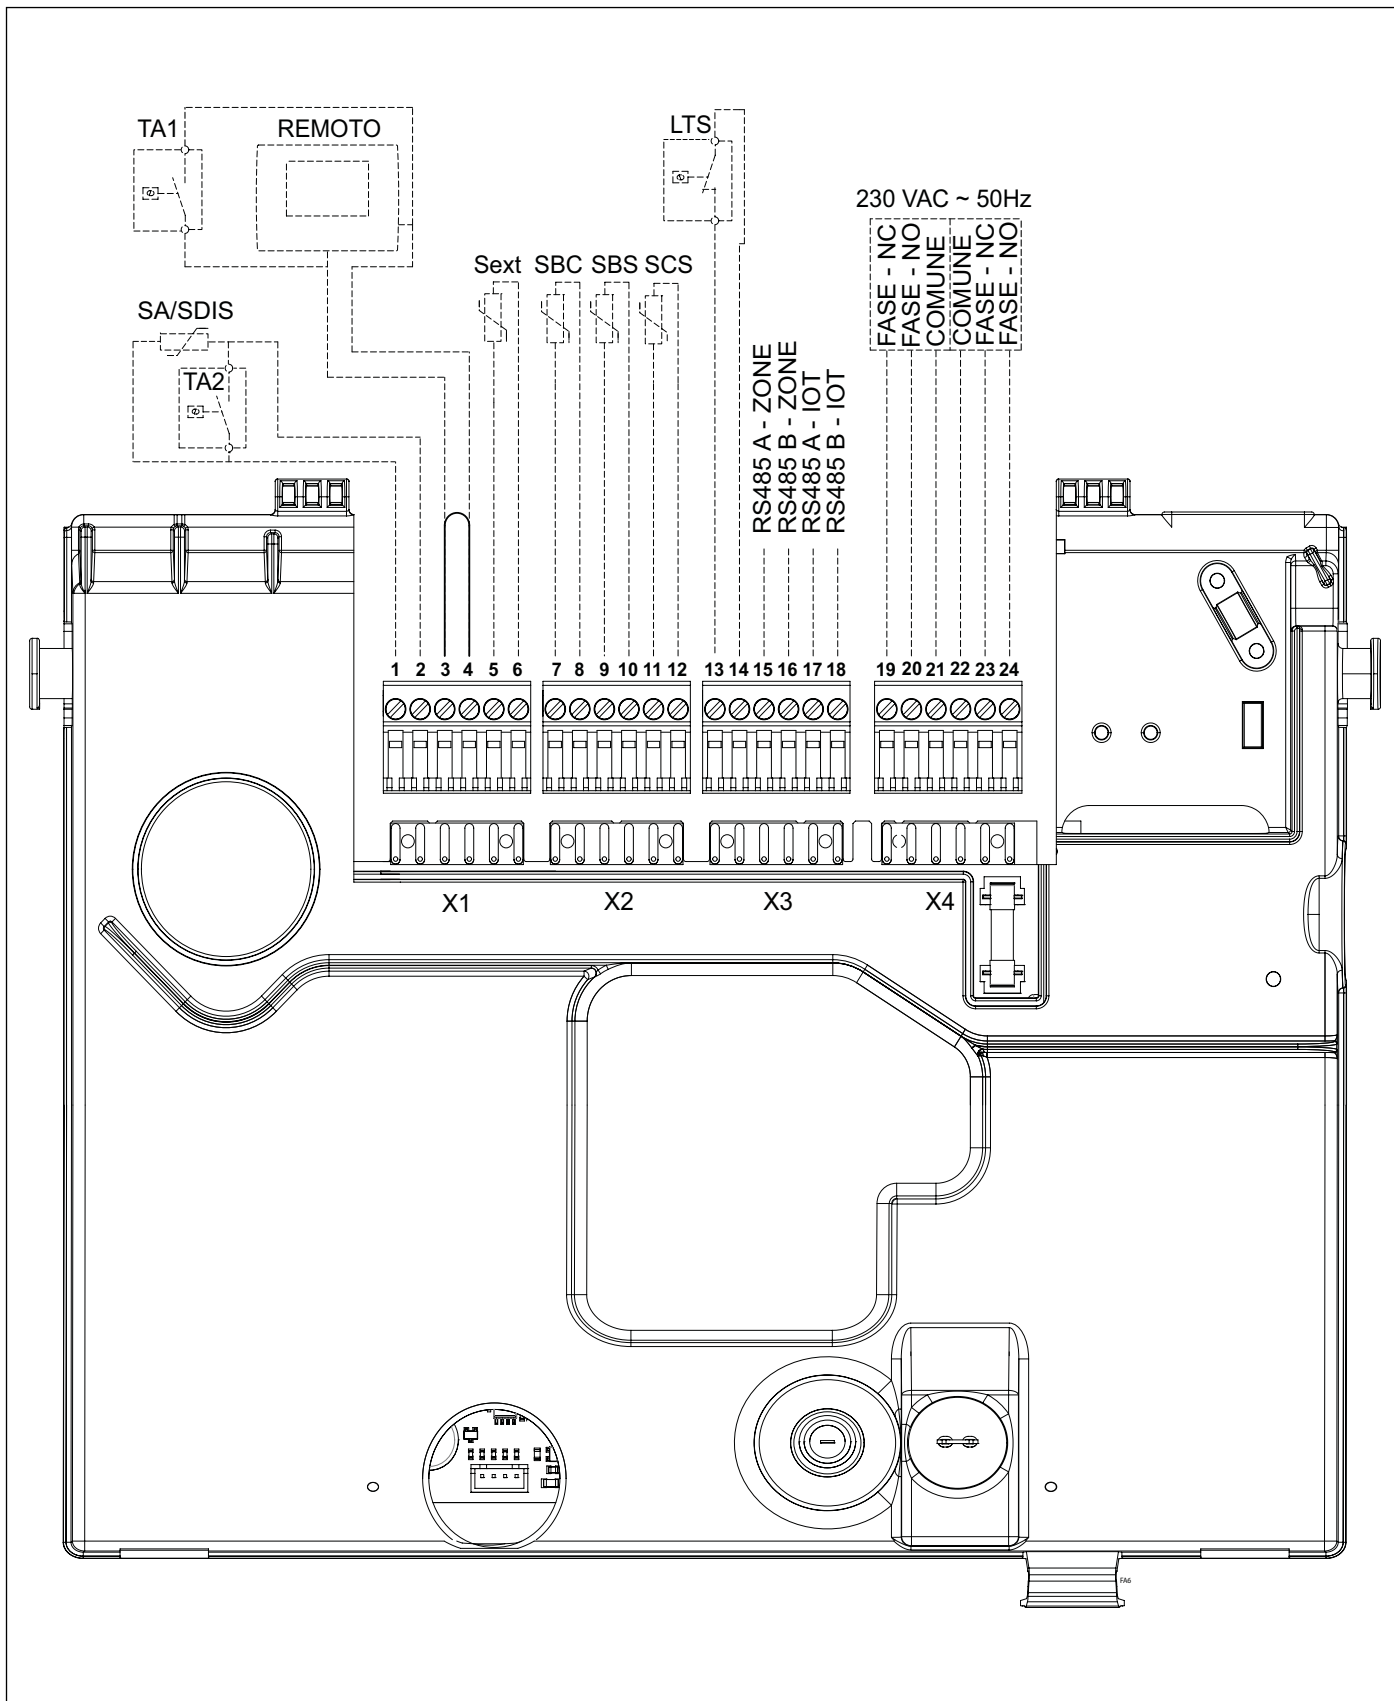 TA1
REMOTO
LTS
230 VAC ~ 50Hz
FASE - NC
FASE - NO
COMUNE
COMUNE
FASE - NC
FASE - NO
Sext
SBC
SBS
SCS
SA/SDIS
TA2
RS485 A - ZONE
RS485 B - ZONE
RS485 A - IOT
RS485 B - IOT
1 2 3 4 5 6 7 8 9 10 11 12 13 14 15 16 17 18 19 20 21 22 23 24
X1 X2 X3 X4
FA6